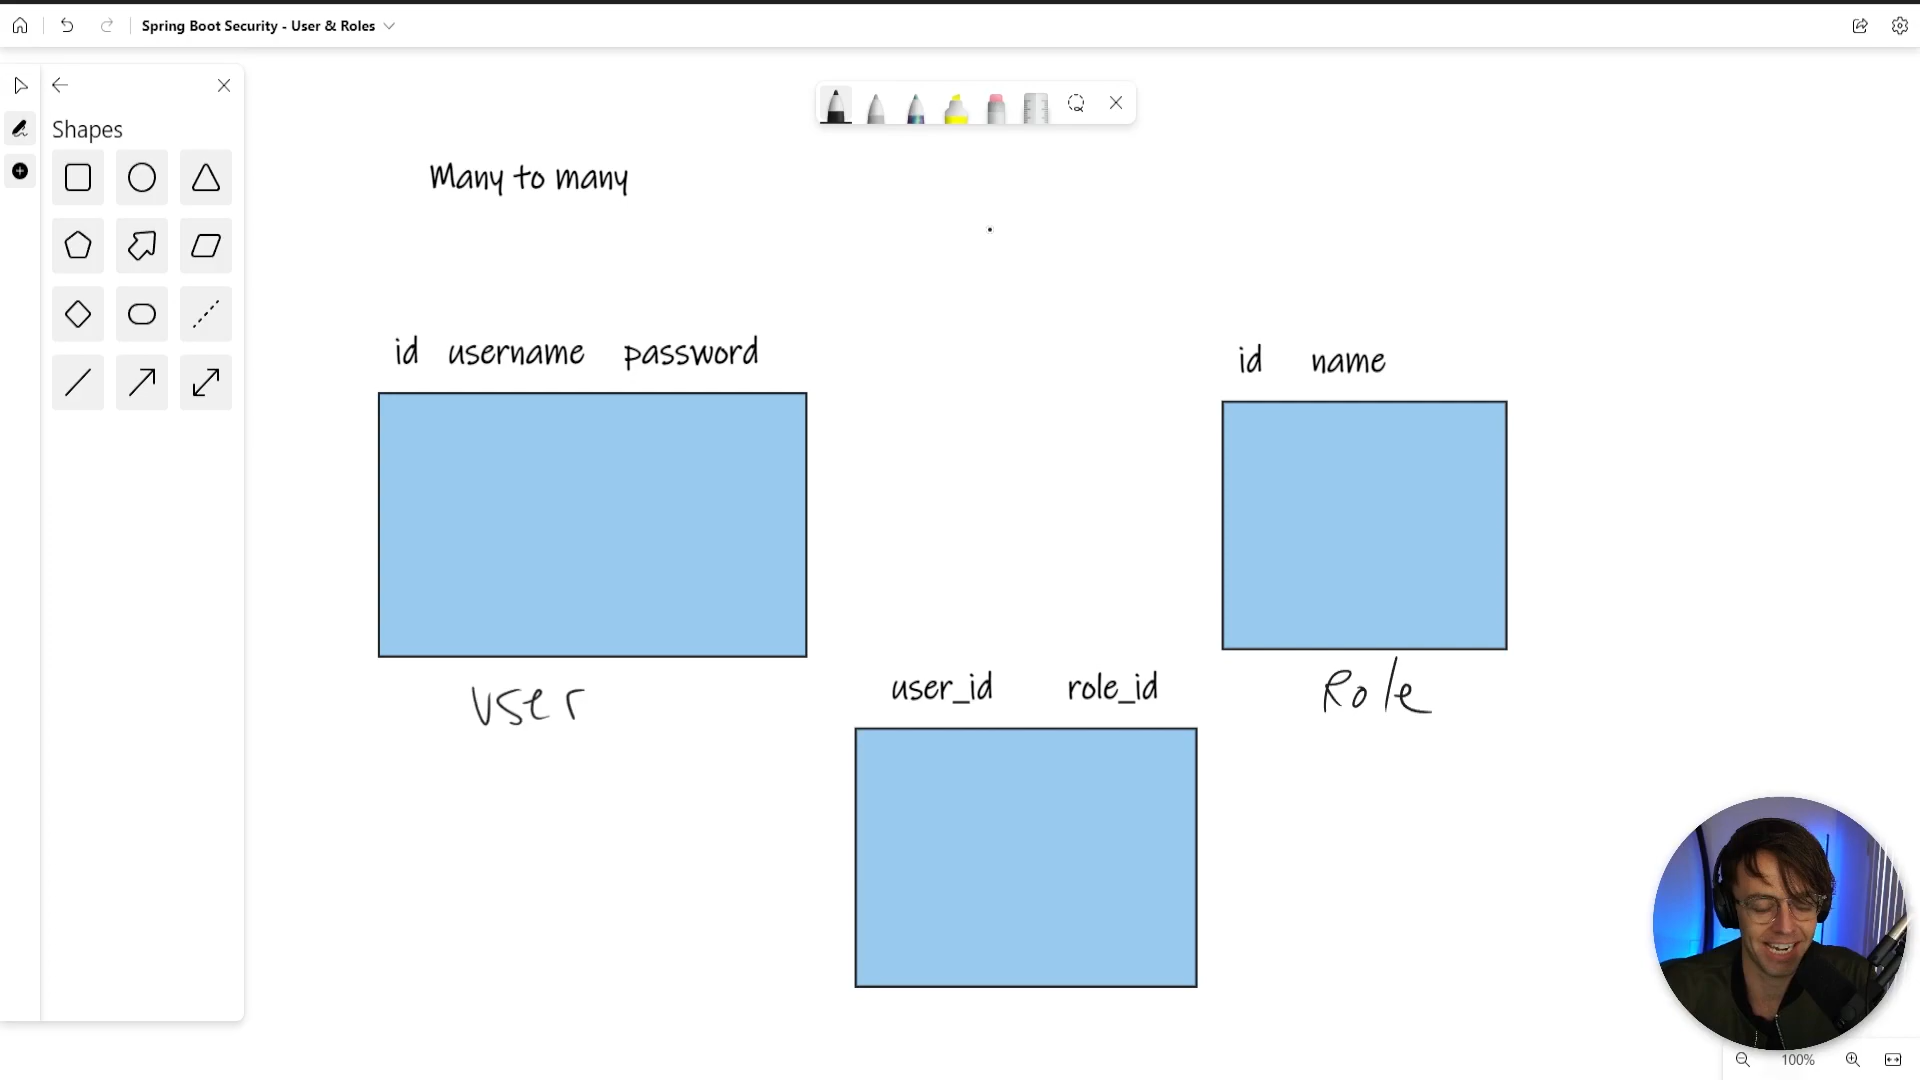 Spring Boot Security - User & Roles
Shapes
Many to many
id username password
id name
user
Role
user_id role_id
100%